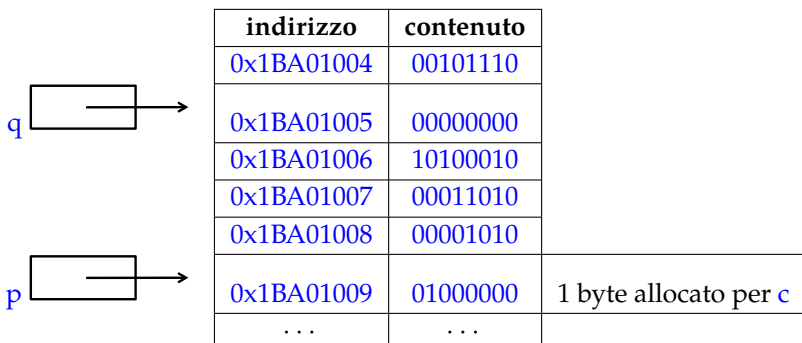 indirizzo contenuto
0x1BA01004 00101110
q 0x1BA01005 00000000
0x1BA01006 10100010
0x1BA01007 00011010
0x1BA01008 00001010
p 0x1BA01009 01000000 1 byte allocato per c
. . . . . .